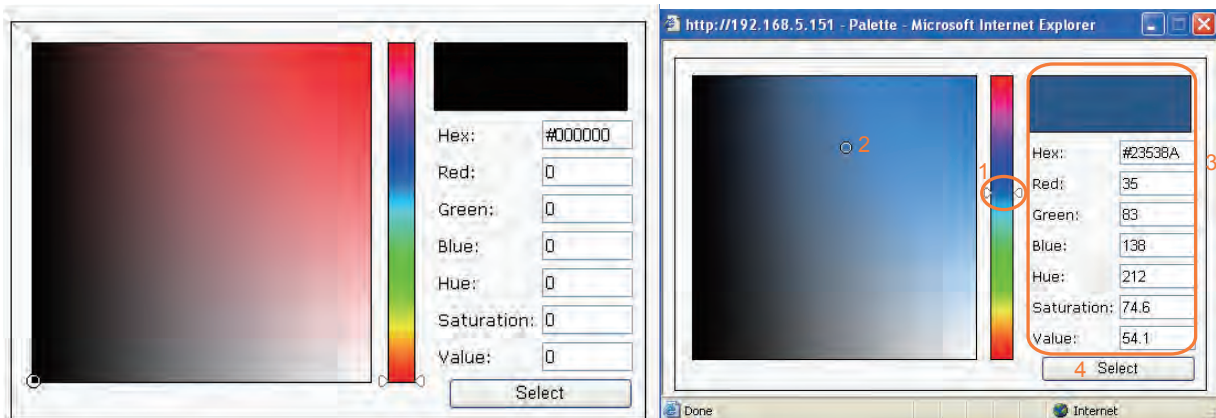 Hex: #000000
Red: 0
Green: 0
Blue: 0
Hue: 0
Saturation: 0
Value: 0
Select
http://192.168.5.151 - Palette - Microsoft Internet Explorer
2
1
3
Hex: #23538A
Red: 35
Green: 83
Blue: 138
Hue: 212
Saturation: 74.6
Value: 54.1
4 Select
Done
Internet